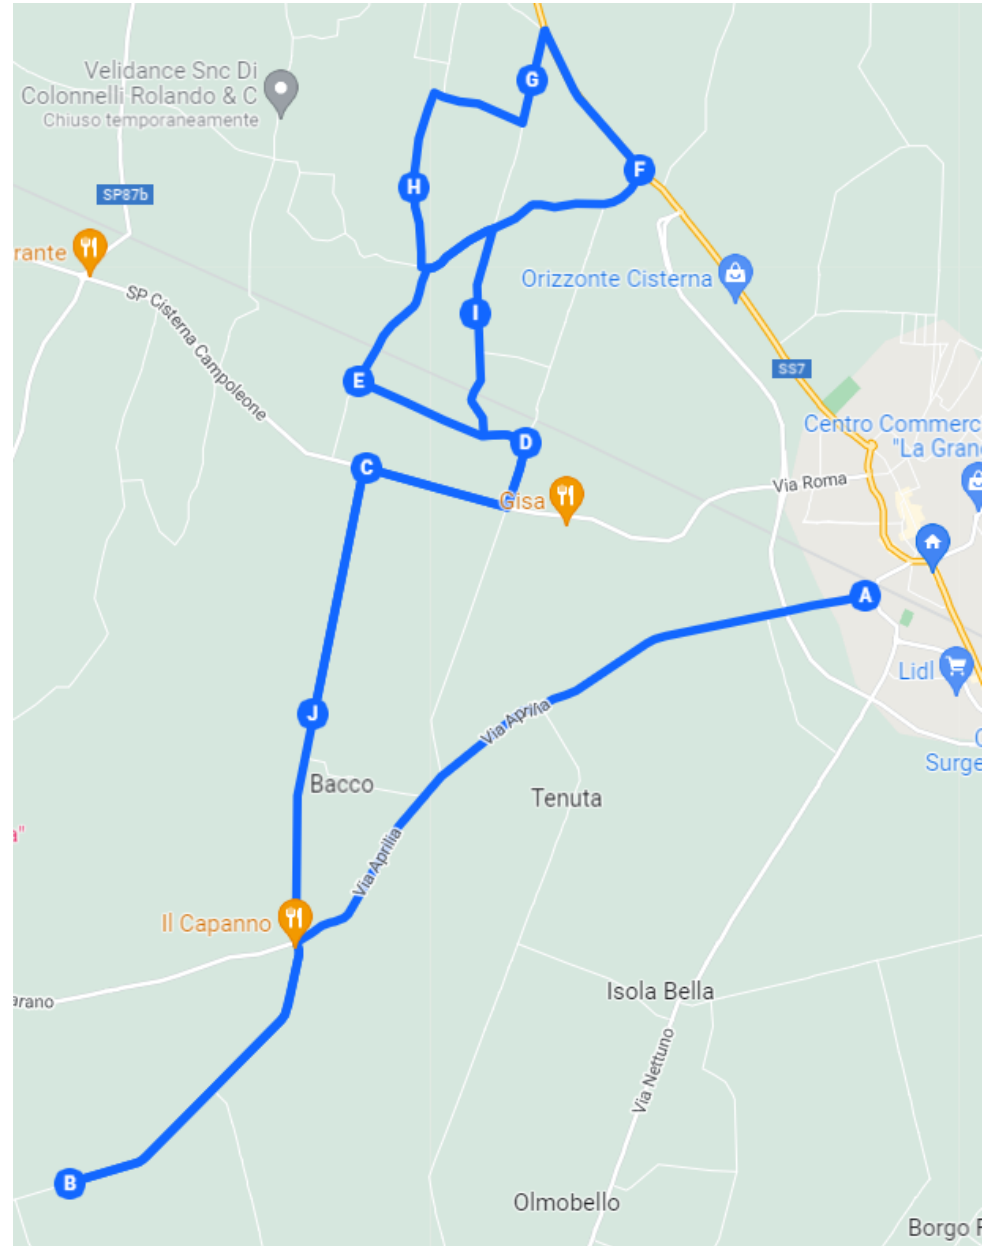 Velidance Snc Di
Colonnelli Rolando & C
Chiuso temporaneamente
G
F
H
SP87b
rante
Orizzonte Cisterna
SP Cisterna Campoleone
I
SS7
E
Centro Commerc
"La Gran
D
C
Via Roma
Gisa
A
Lidl
J
Via Aprilia
Surge
Bacco
Tenuta
a"
Via Aprilia
Il Capanno
Isola Bella
arano
Via Nettuno
B
Olmobello
Borgo F